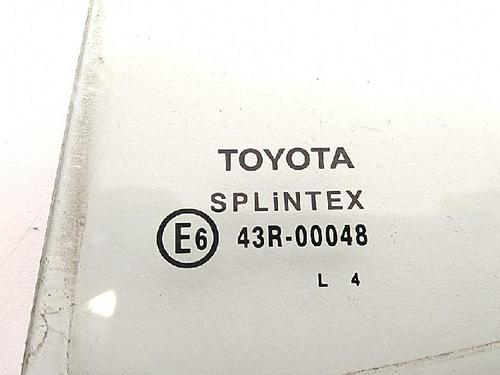 TOYOTA
SPLiNTEX
E6 43R-00048
L 4